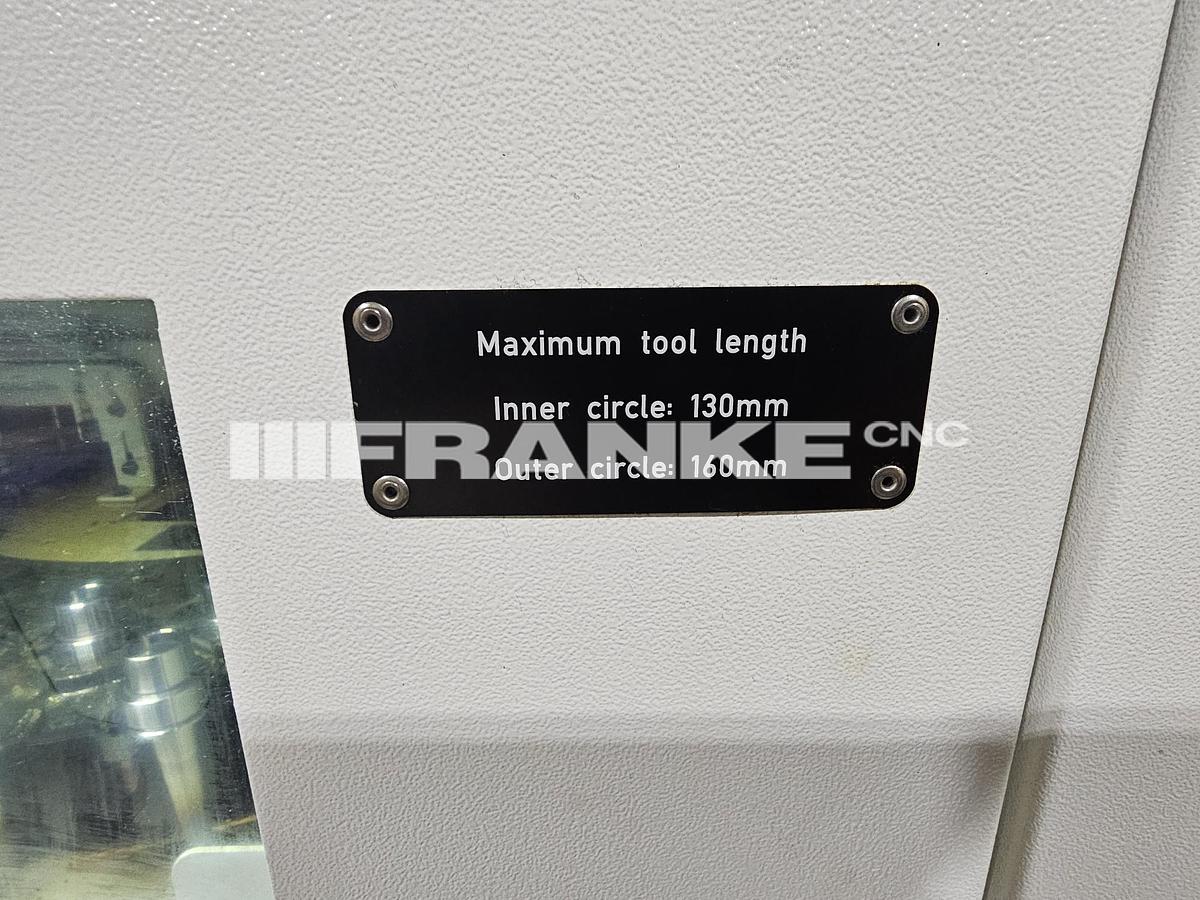 Maximum tool length
Inner circle: 130mm
FRANKE CNC
Outer circle: 160mm